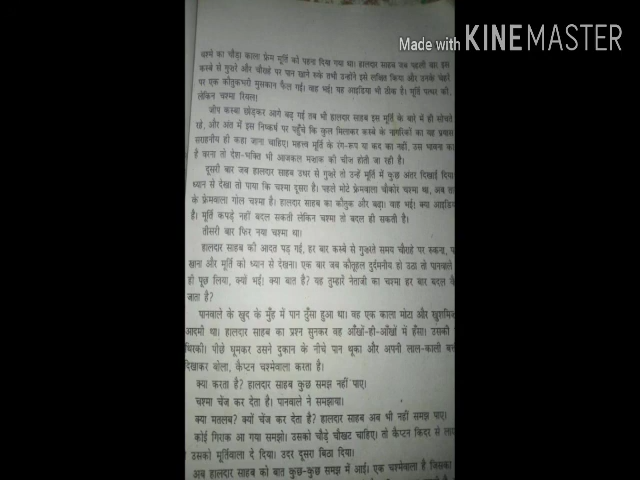 Made with KINEMASTER
चश्मे का चौड़ा काला फ्रेम मूर्ति को पहना दिया गया था। हालदार साहब जब पहली बार इस
कस्बे से गुज़रे और चौराहे पर पान खाने रुके तभी उन्होंने इसे लक्षित किया और उनके चेहरे
पर एक कौतुकभरी मुसकान फैल गई। वाह भई! यह आइडिया भी ठीक है। मूर्ति पत्थर की,
लेकिन चश्मा रियल!
जीप कस्बा छोड़कर आगे बढ़ गई तब भी हालदार साहब इस मूर्ति के बारे में ही सोचते
रहे, और अंत में इस निष्कर्ष पर पहुँचे कि कुल मिलाकर कस्बे के नागरिकों का यह प्रयास
सराहनीय ही कहा जाना चाहिए। महत्त्व मूर्ति के रंग-रूप या कद का नहीं, उस भावना का
है वरना तो देश-भक्ति भी आजकल मज़ाक की चीज़ होती जा रही है।
दूसरी बार जब हालदार साहब उधर से गुज़रे तो उन्हें मूर्ति में कुछ अंतर दिखाई दिया
ध्यान से देखा तो पाया कि चश्मा दूसरा है। पहले मोटे फ्रेमवाला चौकोर चश्मा था, अब
के फ्रेमवाला गोल चश्मा है। हालदार साहब का कौतुक और बढ़ा। वाह भई! क्या
है। मूर्ति कपड़े नहीं बदल सकती लेकिन चश्मा तो बदल ही सकती है।
तीसरी बार फिर नया चश्मा था।
हालदार साहब की आदत पड़ गई, हर बार कस्बे से गुज़रते समय चौराहे पर रुकना,
खाना और मूर्ति को ध्यान से देखना। एक बार जब कौतूहल दुर्दमनीय हो उठा तो पानवाले
ही पूछ लिया, क्यों भई! क्या बात है? यह तुम्हारे नेताजी का चश्मा हर बार बदल
जाता है?
पानवाले के खुद के मुँह में पान ठुँसा हुआ था। वह एक काला मोटा और
आदमी था। हालदार साहब का प्रश्न सुनकर वह आँखों-ही-आँखों में हँसा। उसकी
थिरकी। पीछे घूमकर उसने दुकान के नीचे पान थूका और अपनी लाल-काली
दिखाकर बोला, कैप्टन चश्मेवाला करता है।
क्या करता है? हालदार साहब कुछ समझ नहीं पाए।
चश्मा चेंज कर देता है। पानवाले ने समझाया।
क्या मतलब? क्यों चेंज कर देता है? हालदार साहब अब भी नहीं समझ पाए।
कोई गिराक आ गया समझो। उसको चौड़े चौखट चाहिए। तो कैप्टन किदर से
उसको मूर्तिवाला दे दिया। उदर दूसरा बिठा दिया।
अब हालदार साहब को बात कुछ-कुछ समझ में आई। एक चश्मेवाला है जिसका